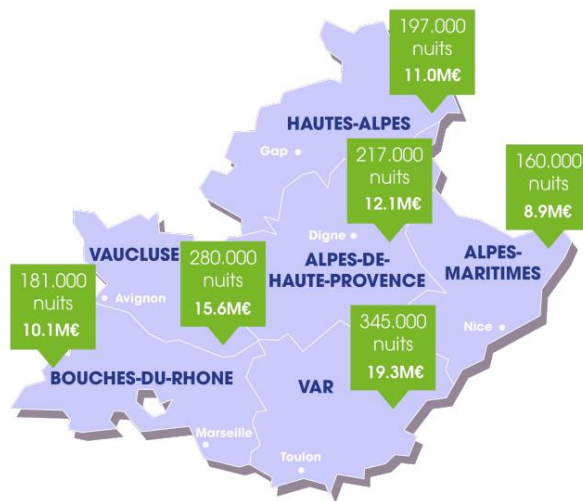 197.000
nuits
11.0M€
HAUTES-ALPES
Gap
217.000
nuits
12.1M€
160.000
nuits
8.9M€
Digne
VAUCLUSE
280.000
nuits
15.6M€
ALPES-DE-
HAUTE-PROVENCE
ALPES-
MARITIMES
181.000
nuits
10.1M€
Avignon
345.000
nuits
19.3M€
Nice
BOUCHES-DU-RHONE
VAR
Marseille
Toulon